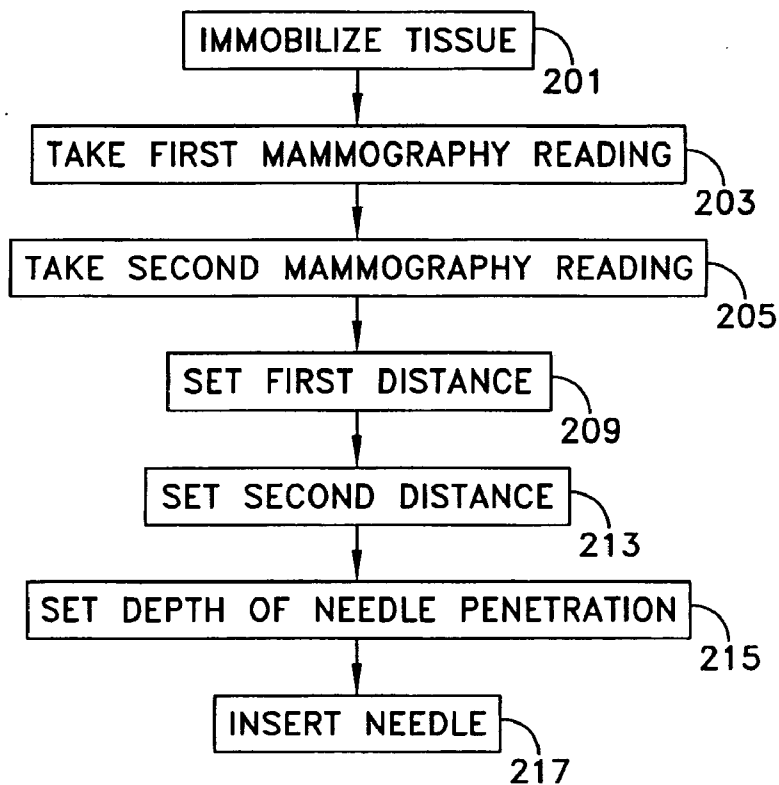 IMMOBILIZE TISSUE
201
TAKE FIRST MAMMOGRAPHY READING
203
TAKE SECOND MAMMOGRAPHY READING
205
SET FIRST DISTANCE
209
SET SECOND DISTANCE
213
SET DEPTH OF NEEDLE PENETRATION
215
INSERT NEEDLE
217